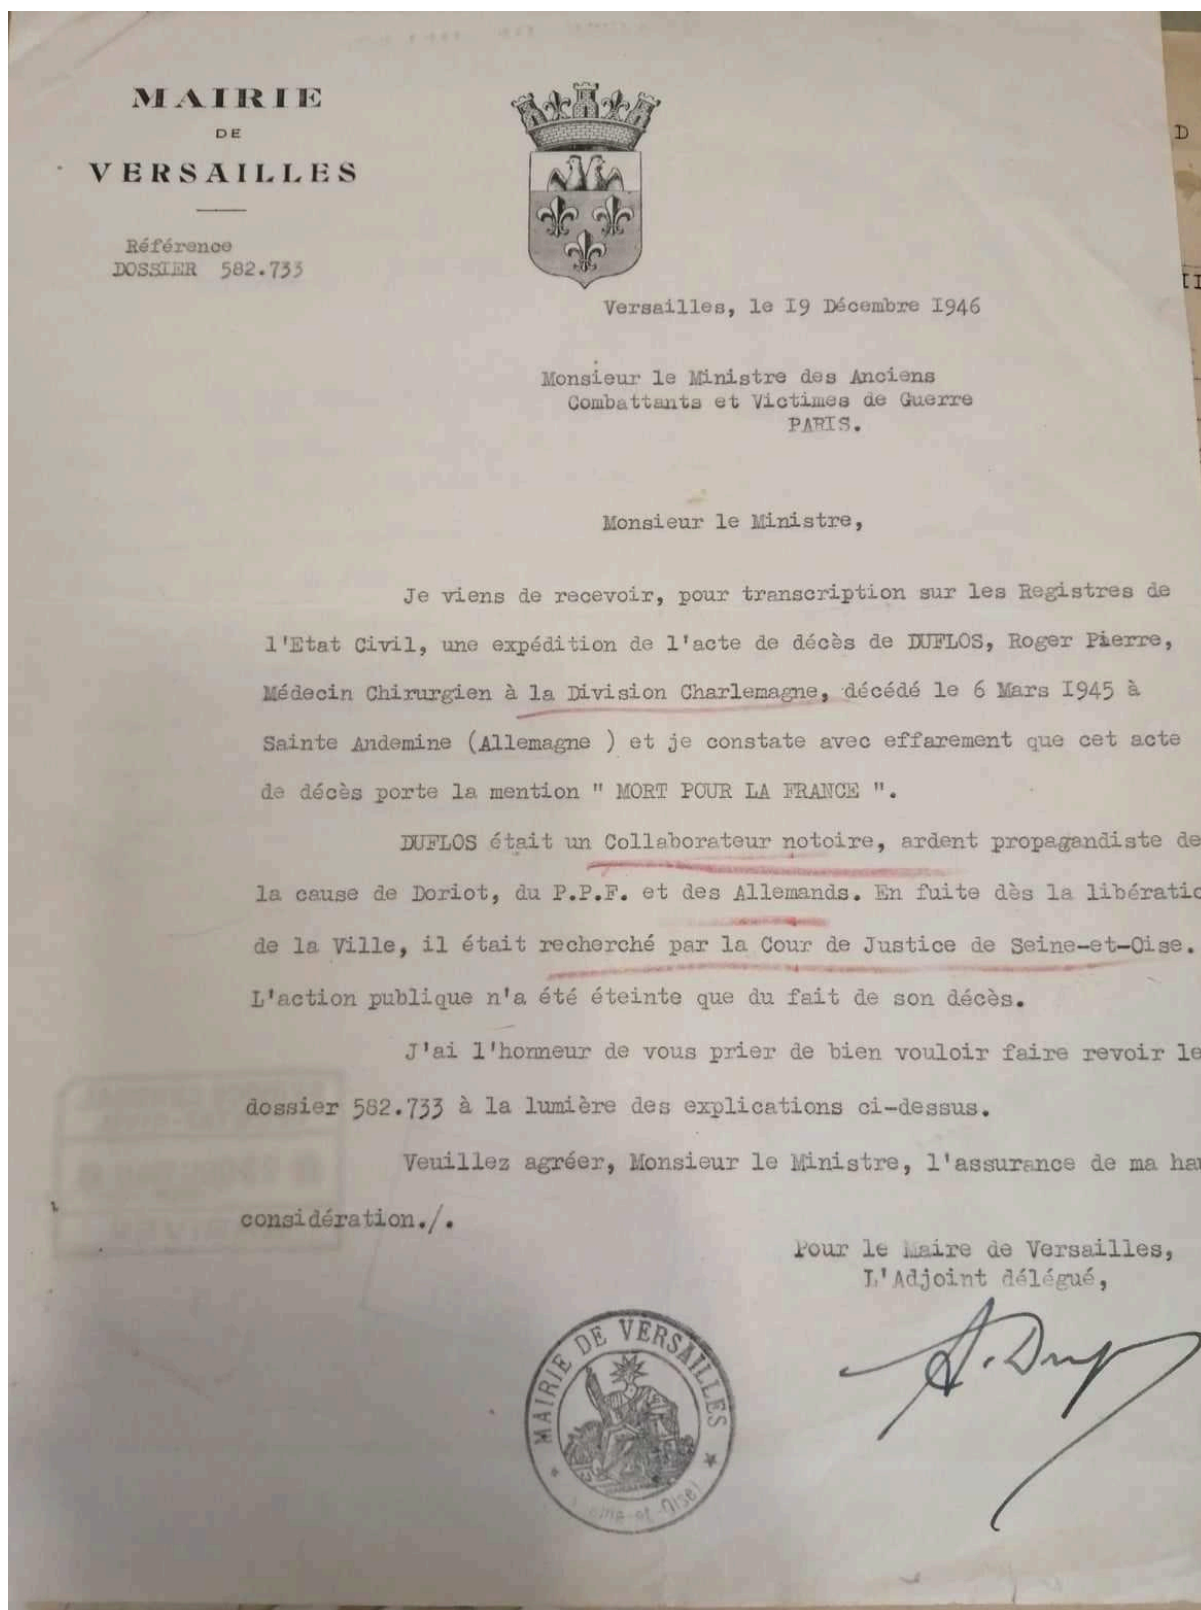 MAIRIE
DE
VERSAILLES
Référence
DOSSIER 582.733
Versailles, le I9 Décembre I946
Monsieur le Ministre des Anciens
Combattants et Victimes de Guerre
PARIS.
Monsieur le Ministre,
Je viens de recevoir, pour transcription sur les Registres de
l'Etat Civil, une expédition de l'acte de décès de DUFLOS, Roger Pierre,
Médecin Chirurgien à la Division Charlemagne, décédé le 6 Mars I945 à
Sainte Andemine (Allemagne ) et je constate avec effarement que cet acte
de décès porte la mention " MORT POUR LA FRANCE ".
DUFLOS était un Collaborateur notoire, ardent propagandiste de
la cause de Doriot, du P.P.F. et des Allemands. En fuite dès la libératio
de la Ville, il était recherché par la Cour de Justice de Seine-et-Oise.
L'action publique n'a été éteinte que du fait de son décès.
J'ai l'honneur de vous prier de bien vouloir faire revoir le
dossier 582.733 à la lumière des explications ci-dessus.
Veuillez agréer, Monsieur le Ministre, l'assurance de ma hau
considération./.
Pour le Maire de Versailles,
L'Adjoint délégué,
MAIRIE DE VERSAILLES
D